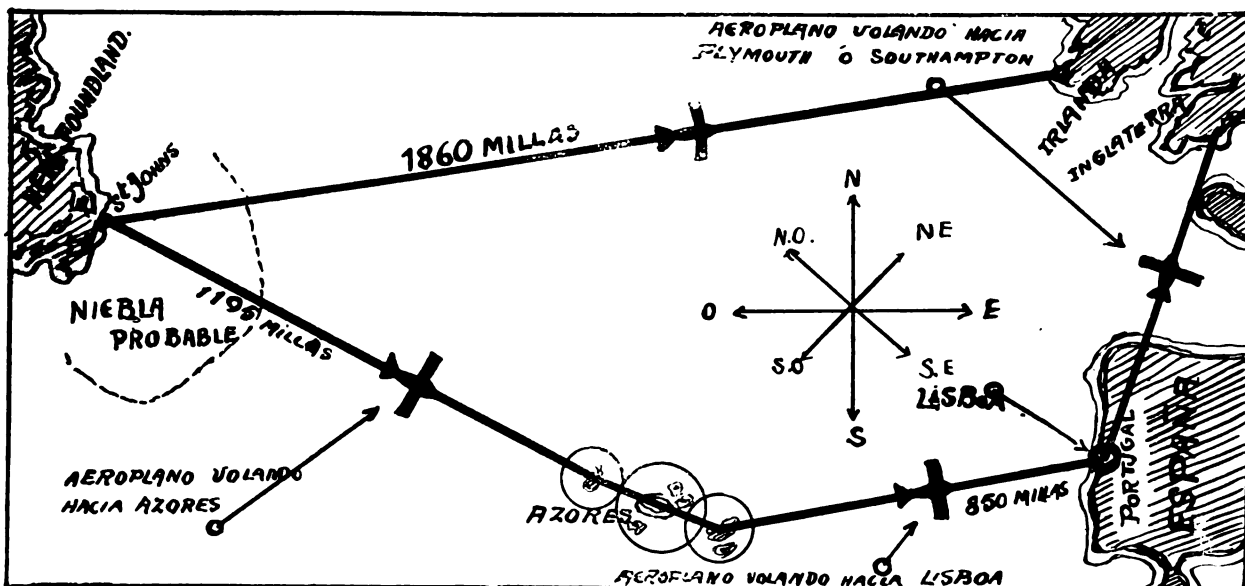 AEROPLANO VOLANDO HACIA
PLYMOUTH Ó SOUTHAMPTON
NEWFOUNDLAND.
St JOHNS
1860 MILLAS
IRLANDA
INGLATERRA
N
N.O.
NE
O
E
S.O
S.E
S
NIEBLA
PROBABLE
1195 MILLAS
LISBOA
AEROPLANO VOLANDO
HACIA AZORES
AZORES
850 MILLAS
PORTUGAL
ESPAÑA
AEROPLANO VOLANDO HACIA LISBOA